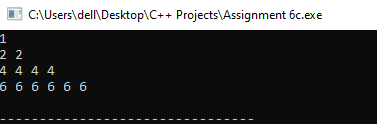 C:\Users\dell\Desktop\C++ Projects\Assignment 6c.exe
1
2 2
4 4 4 4
6 6 6 6 6 6
--------------------------------